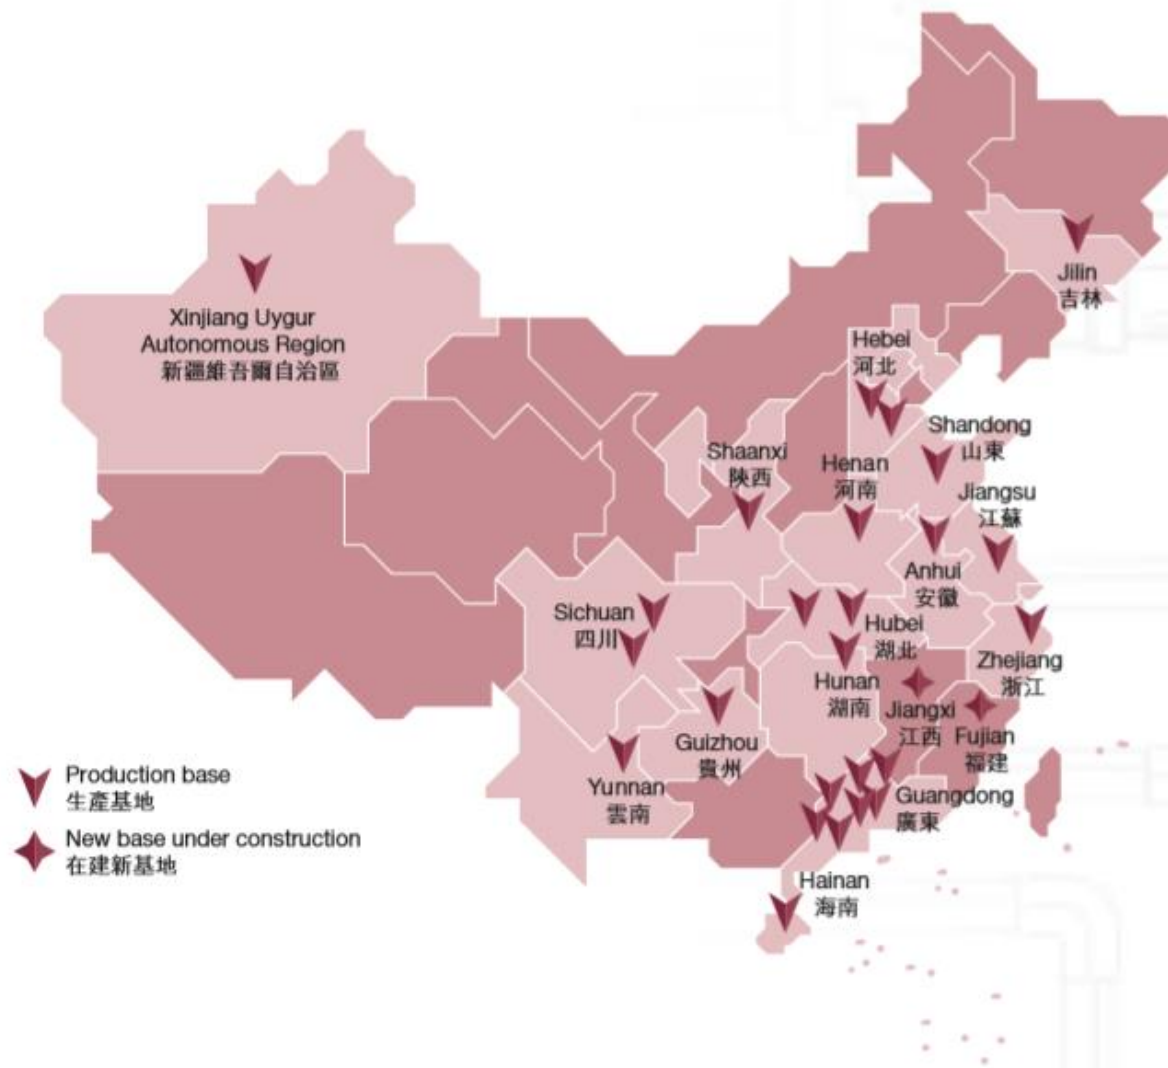 Jilin
吉林
Xinjiang Uygur
Autonomous Region
新疆維吾爾自治區
Hebei
河北
Shandong
山東
Shaanxi
陝西
Henan
河南
Jiangsu
江蘇
Anhui
安徽
Sichuan
四川
Hubei
湖北
Zhejiang
浙江
Hunan
湖南
Jiangxi
江西
Fujian
福建
Guizhou
貴州
Yunnan
雲南
Guangdong
廣東
Hainan
海南
Production base
生產基地
New base under construction
在建新基地